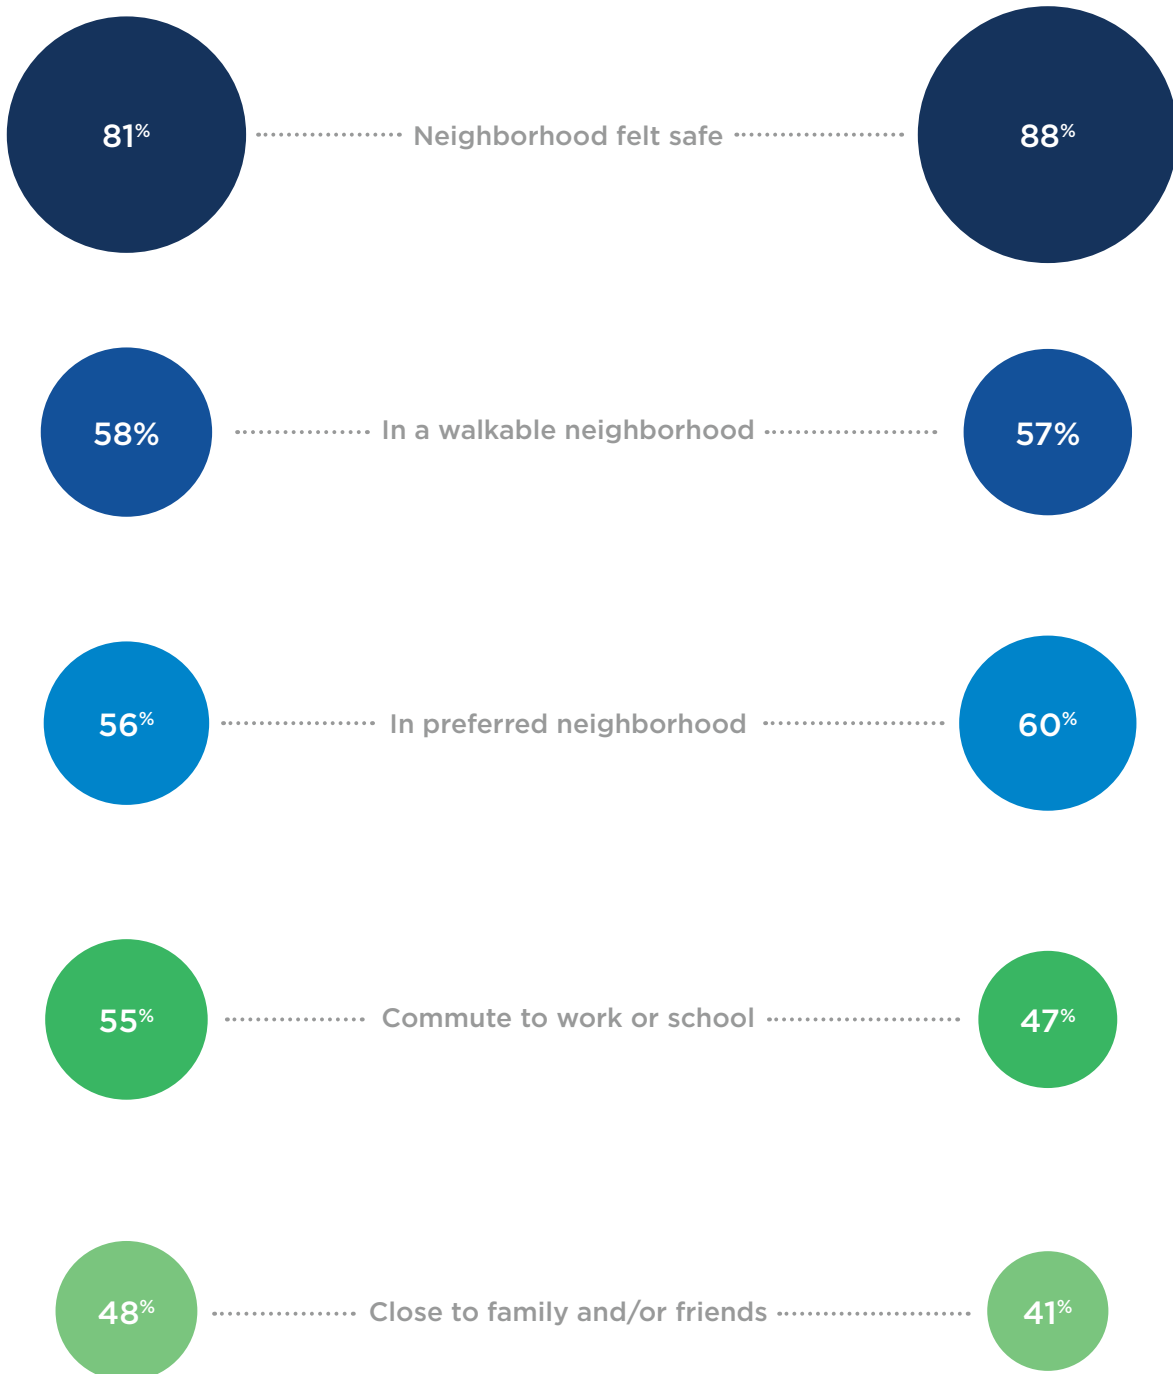 81% Neighborhood felt safe 88%
58% In a walkable neighborhood 57%
56% In preferred neighborhood 60%
55% Commute to work or school 47%
48% Close to family and/or friends 41%